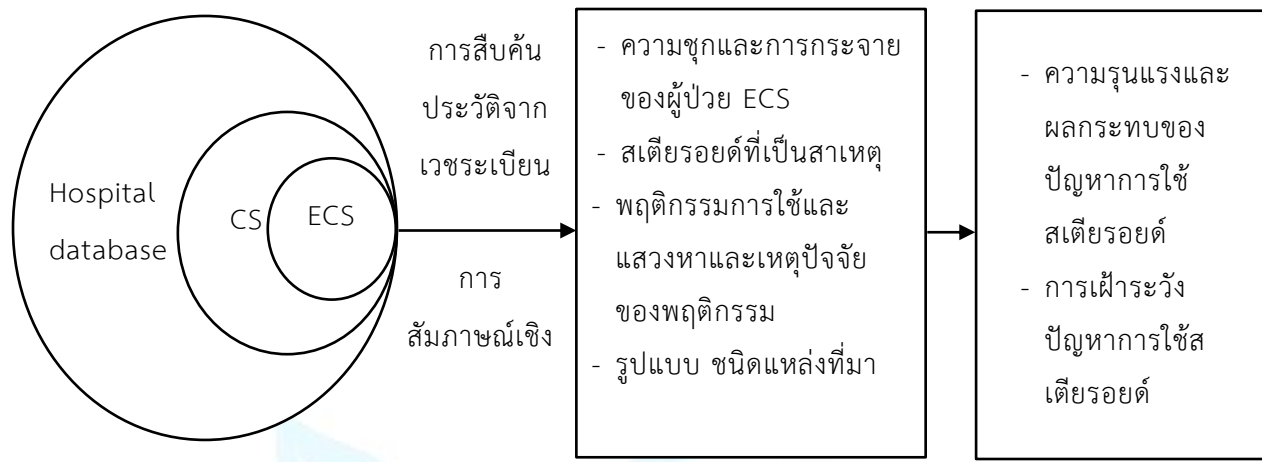 Hospital
database
CS
ECS
การสืบค้น
ประวัติจาก
เวชระเบียน
การ
สัมภาษณ์เชิง
- ความชุกและการกระจาย
ของผู้ป่วย ECS
- สเตียรอยด์ที่เป็นสาเหตุ
- พฤติกรรมการใช้และ
แสวงหาและเหตุปัจจัย
ของพฤติกรรม
- รูปแบบ ชนิดแหล่งที่มา
- ความรุนแรงและ
ผลกระทบของ
ปัญหาการใช้
สเตียรอยด์
- การเฝ้าระวัง
ปัญหาการใช้ส
เตียรอยด์